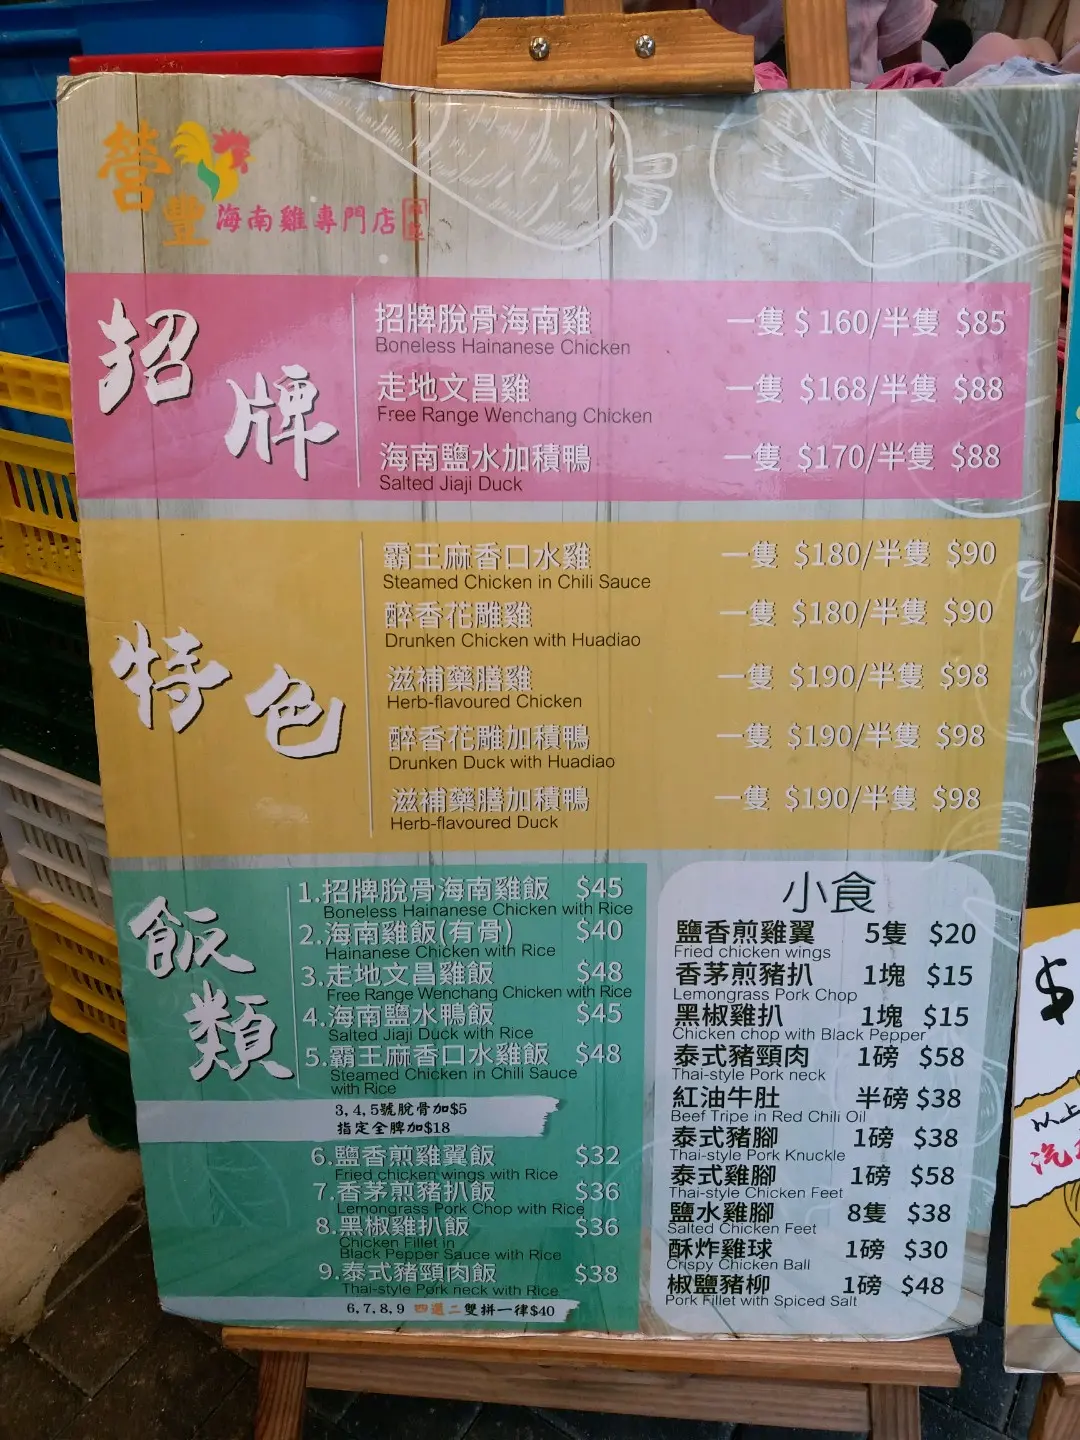 營豐
海南雞專門店
招牌
招牌脫骨海南雞 一隻 $ 160/半隻 $85
Boneless Hainanese Chicken
走地文昌雞 一隻 $168/半隻 $88
Free Range Wenchang Chicken
海南鹽水加積鴨 一隻 $170/半隻 $88
Salted Jiaji Duck
特色
霸王麻香口水雞 一隻 $180/半隻 $90
Steamed Chicken in Chili Sauce
醉香花雕雞 一隻 $180/半隻 $90
Drunken Chicken with Huadiao
滋補藥膳雞 一隻 $190/半隻 $98
Herb-flavoured Chicken
醉香花雕加積鴨 一隻 $190/半隻 $98
Drunken Duck with Huadiao
滋補藥膳加積鴨 一隻 $190/半隻 $98
Herb-flavoured Duck
飯類
1.招牌脫骨海南雞飯 $45
Boneless Hainanese Chicken with Rice
2.海南雞飯(有骨) $40
Hainanese Chicken with Rice
3.走地文昌雞飯 $48
Free Range Wenchang Chicken with Rice
4.海南鹽水鴨飯 $45
Salted Jiaji Duck with Rice
5.霸王麻香口水雞飯 $48
Steamed Chicken in Chili Sauce
with Rice
3,4,5號脫骨加$5
指定全髀加$18
6.鹽香煎雞翼飯 $32
Fried chicken wings with Rice
7.香茅煎豬扒飯 $36
Lemongrass Pork Chop with Rice
8.黑椒雞扒飯 $36
Chicken Fillet in
Black Pepper Sauce with Rice
9.泰式豬頸肉飯 $38
Thai-style Pork neck with Rice
6,7,8,9 四選二雙拼一律$40
小食
鹽香煎雞翼 5隻 $20
Fried chicken wings
香茅煎豬扒 1塊 $15
Lemongrass Pork Chop
黑椒雞扒 1塊 $15
Chicken chop with Black Pepper
泰式豬頸肉 1磅 $58
Thai-style Pork neck
紅油牛肚 半磅 $38
Beef Tripe in Red Chili Oil
泰式豬腳 1磅 $38
Thai-style Pork Knuckle
泰式雞腳 1磅 $58
Thai-style Chicken Feet
鹽水雞腳 8隻 $38
Salted Chicken Feet
酥炸雞球 1磅 $30
Crispy Chicken Ball
椒鹽豬柳 1磅 $48
Pork Fillet with Spiced Salt
$
以上
汽